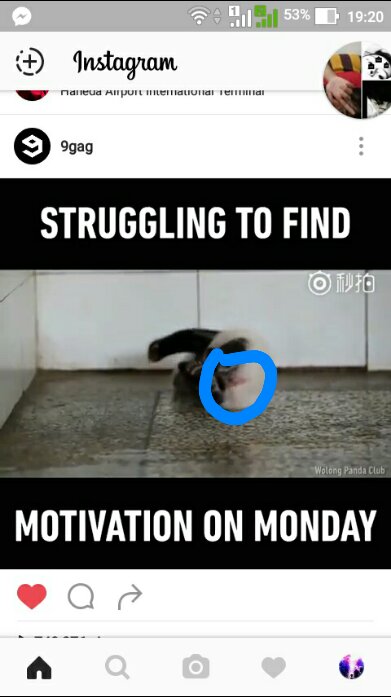 53% 19:20
Instagram
Haneda Airport International Terminal
9gag
STRUGGLING TO FIND
秒拍
Wolong Panda Club
MOTIVATION ON MONDAY